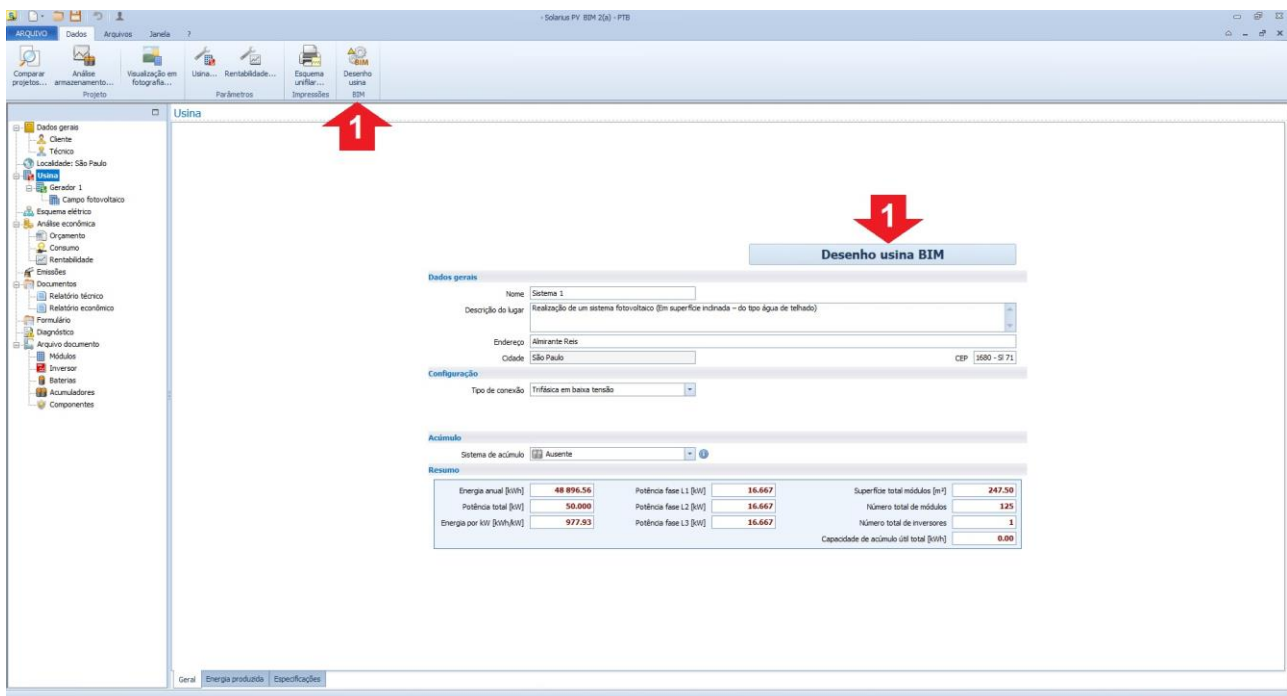 - Solarius PV BIM 2(a) - PTB
ARQUIVO Dados Arquivos Janela ?
Comparar projetos... Análise armazenamento... Visualização em fotografia... Usina... Rentabilidade... Esquema unifilar... Desenho usina
Projeto Parâmetros Impressões BIM
1
Usina
Dados gerais
Cliente
Técnico
Localidade: São Paulo
Usina
Gerador 1
Campo fotovoltaico
Esquema elétrico
Análise econômica
Orçamento
Consumo
Rentabilidade
Emissões
Documentos
Relatório técnico
Relatório econômico
Formulário
Diagnóstico
Arquivo documento
Módulos
Inversor
Baterias
Acumuladores
Componentes
1
Desenho usina BIM
Dados gerais
Nome Sistema 1
Descrição do lugar Realização de um sistema fotovoltaico (Em superfície inclinada – do tipo água de telhado)
Endereço Almirante Reis
Cidade São Paulo CEP 1680 - Sl 71
Configuração
Tipo de conexão Trifásica em baixa tensão
Acúmulo
Sistema de acúmulo Ausente
Resumo
Energia anual [kWh] 48 896.56 Potência fase L1 [kW] 16.667 Superfície total módulos [m²] 247.50
Potência total [kW] 50.000 Potência fase L2 [kW] 16.667 Número total de módulos 125
Energia por kW [kWh/kW] 977.93 Potência fase L3 [kW] 16.667 Número total de inversores 1
Capacidade de acúmulo útil total [kWh] 0.00
Geral Energia produzida Especificações